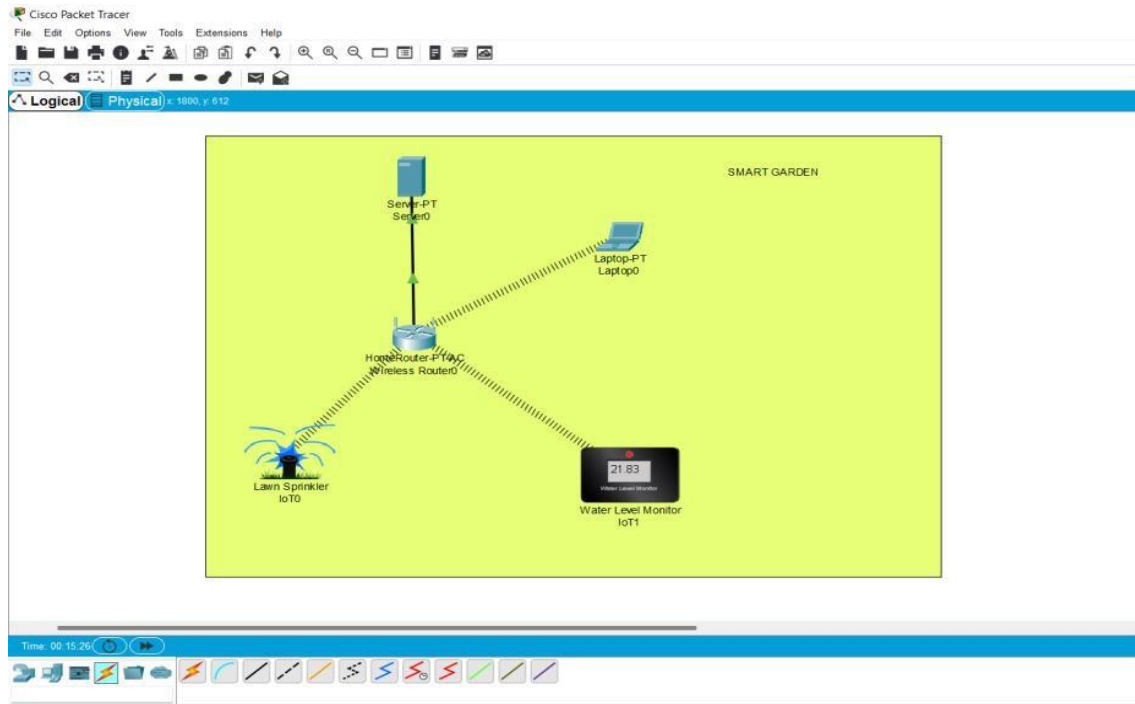 Cisco Packet Tracer
File Edit Options View Tools Extensions Help
Logical Physical x: 1800, y: 612
SMART GARDEN
Server-PT
Server0
Laptop-PT
Laptop0
HomeRouter-PT-AC
Wireless Router0
21.83
Water Level Monitor
Lawn Sprinkler
IoT0
Water Level Monitor
IoT1
Time: 00:15:26